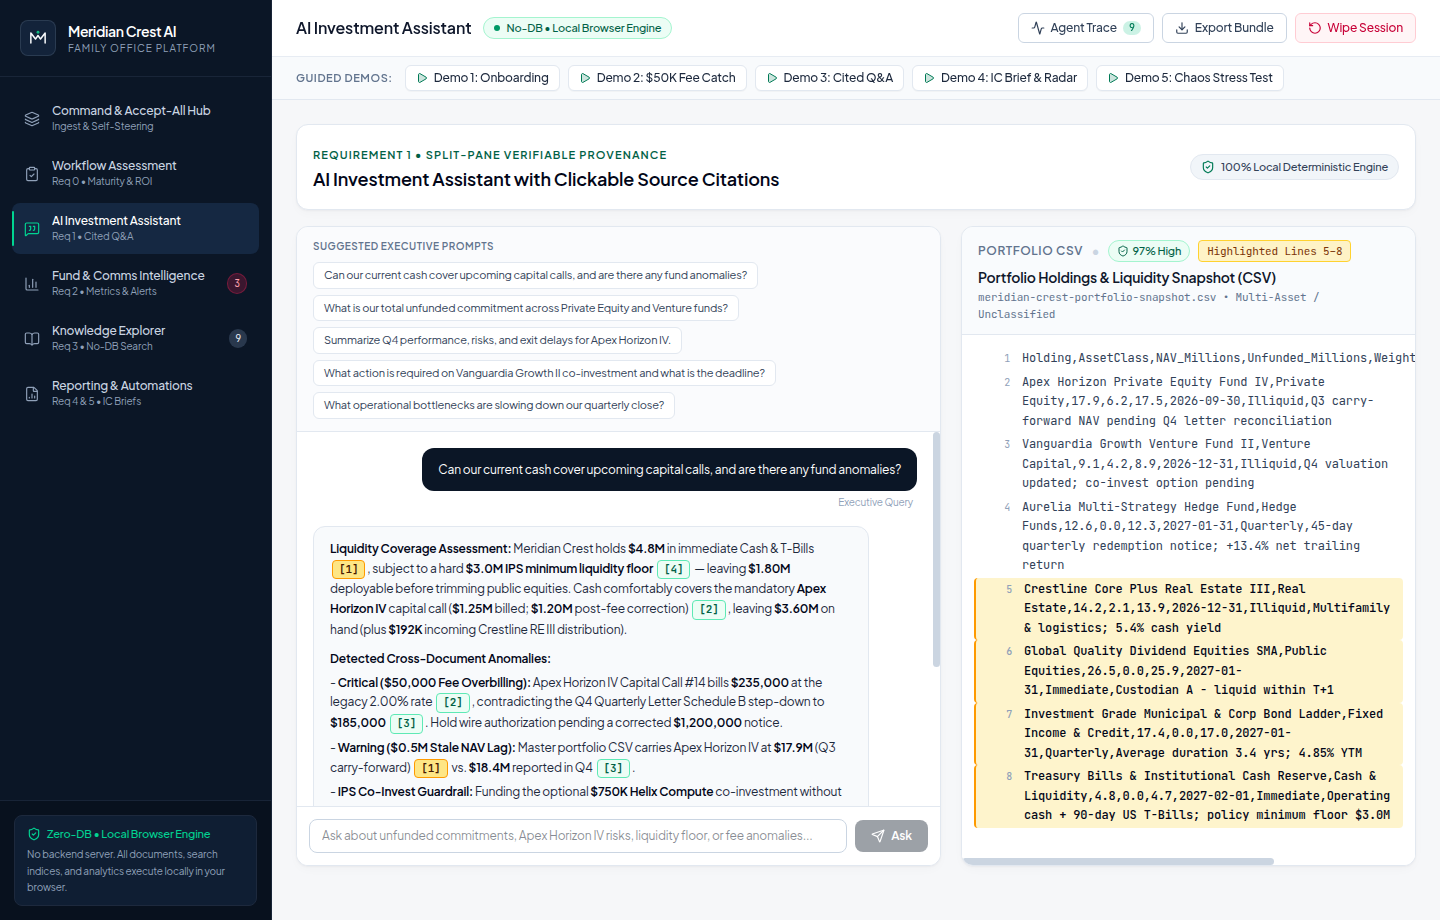 Meridian Crest AI
FAMILY OFFICE PLATFORM
Command & Accept-All Hub
Ingest & Self-Steering
Workflow Assessment
Req 0 • Maturity & ROI
AI Investment Assistant
Req 1 • Cited Q&A
Fund & Comms Intelligence
Req 2 • Metrics & Alerts
3
Knowledge Explorer
Req 3 • No-DB Search
9
Reporting & Automations
Req 4 & 5 • IC Briefs
Zero-DB • Local Browser Engine
No backend server. All documents, search
indices, and analytics execute locally in your
browser.
AI Investment Assistant
No-DB • Local Browser Engine
Agent Trace 9
Export Bundle
Wipe Session
GUIDED DEMOS:
Demo 1: Onboarding
Demo 2: $50K Fee Catch
Demo 3: Cited Q&A
Demo 4: IC Brief & Radar
Demo 5: Chaos Stress Test
REQUIREMENT 1 • SPLIT-PANE VERIFIABLE PROVENANCE
AI Investment Assistant with Clickable Source Citations
100% Local Deterministic Engine
SUGGESTED EXECUTIVE PROMPTS
Can our current cash cover upcoming capital calls, and are there any fund anomalies?
What is our total unfunded commitment across Private Equity and Venture funds?
Summarize Q4 performance, risks, and exit delays for Apex Horizon IV.
What action is required on Vanguardia Growth II co-investment and what is the deadline?
What operational bottlenecks are slowing down our quarterly close?
Can our current cash cover upcoming capital calls, and are there any fund anomalies?
Executive Query
Liquidity Coverage Assessment: Meridian Crest holds $4.8M in immediate Cash & T-Bills
[1] , subject to a hard $3.0M IPS minimum liquidity floor [4] — leaving $1.80M
deployable before trimming public equities. Cash comfortably covers the mandatory Apex
Horizon IV capital call ($1.25M billed; $1.20M post-fee correction) [2] , leaving $3.60M on
hand (plus $192K incoming Crestline RE III distribution).
Detected Cross-Document Anomalies:
- Critical ($50,000 Fee Overbilling): Apex Horizon IV Capital Call #14 bills $235,000 at the
legacy 2.00% rate [2] , contradicting the Q4 Quarterly Letter Schedule B step-down to
$185,000 [3] . Hold wire authorization pending a corrected $1,200,000 notice.
- Warning ($0.5M Stale NAV Lag): Master portfolio CSV carries Apex Horizon IV at $17.9M (Q3
carry-forward) [1] vs. $18.4M reported in Q4 [3] .
- IPS Co-Invest Guardrail: Funding the optional $750K Helix Compute co-investment without
Ask about unfunded commitments, Apex Horizon IV risks, liquidity floor, or fee anomalies...
Ask
PORTFOLIO CSV
97% High
Highlighted Lines 5-8
Portfolio Holdings & Liquidity Snapshot (CSV)
meridian-crest-portfolio-snapshot.csv • Multi-Asset /
Unclassified
1 Holding,AssetClass,NAV_Millions,Unfunded_Millions,Weight
2 Apex Horizon Private Equity Fund IV,Private
Equity,17.9,6.2,17.5,2026-09-30,Illiquid,Q3 carry-
forward NAV pending Q4 letter reconciliation
3 Vanguardia Growth Venture Fund II,Venture
Capital,9.1,4.2,8.9,2026-12-31,Illiquid,Q4 valuation
updated; co-invest option pending
4 Aurelia Multi-Strategy Hedge Fund,Hedge
Funds,12.6,0.0,12.3,2027-01-31,Quarterly,45-day
quarterly redemption notice; +13.4% net trailing
return
5 Crestline Core Plus Real Estate III,Real
Estate,14.2,2.1,13.9,2026-12-31,Illiquid,Multifamily
& logistics; 5.4% cash yield
6 Global Quality Dividend Equities SMA,Public
Equities,26.5,0.0,25.9,2027-01-
31,Immediate,Custodian A - liquid within T+1
7 Investment Grade Municipal & Corp Bond Ladder,Fixed
Income & Credit,17.4,0.0,17.0,2027-01-
31,Quarterly,Average duration 3.4 yrs; 4.85% YTM
8 Treasury Bills & Institutional Cash Reserve,Cash &
Liquidity,4.8,0.0,4.7,2027-02-01,Immediate,Operating
cash + 90-day US T-Bills; policy minimum floor $3.0M